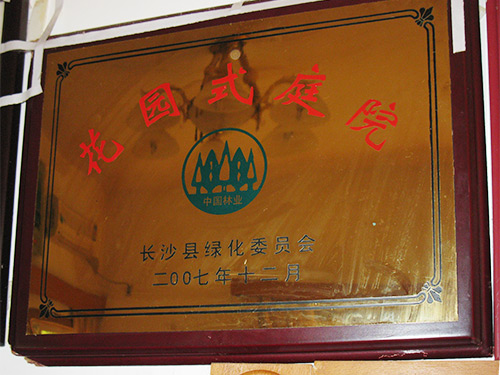 花园式庭院
中国林业
长沙县绿化委员会
二00七年十二月